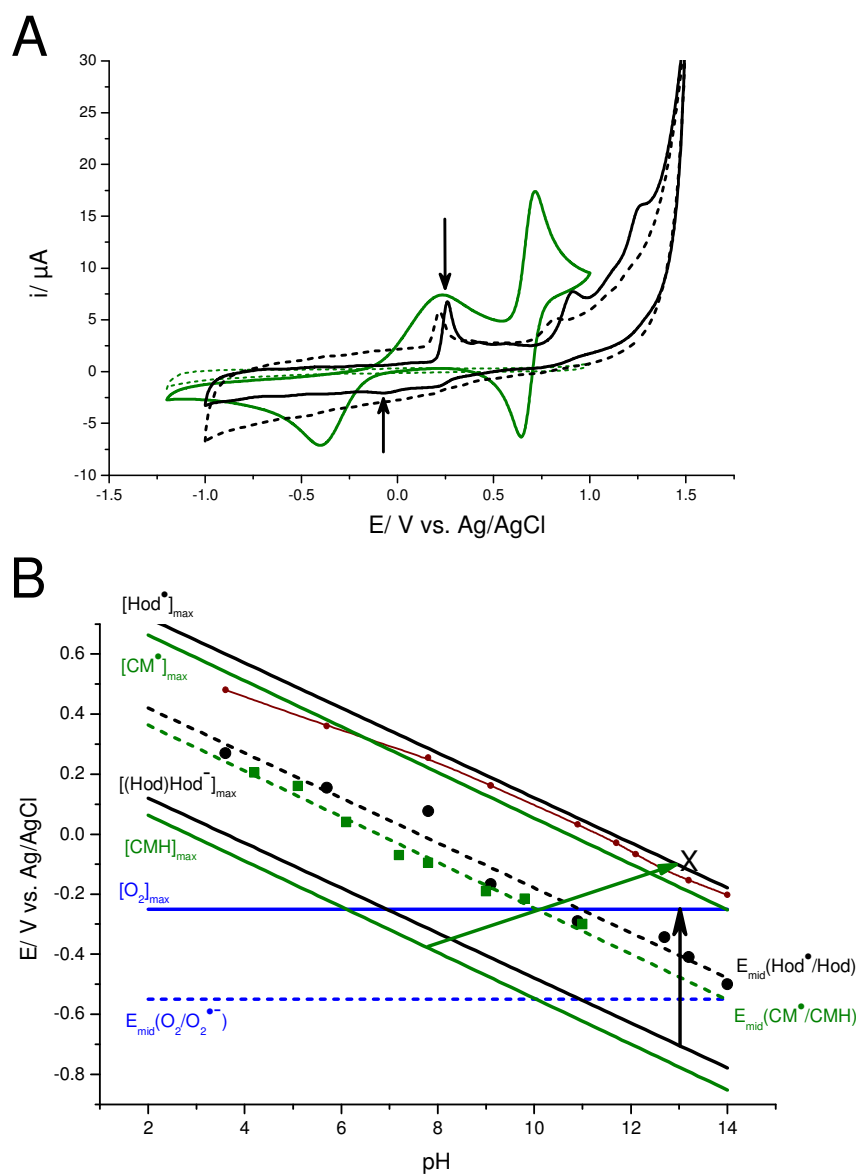 A
30
25
20
15
10
5
0
-5
-10
i/ µA
-1.5
-1.0
-0.5
0.0
0.5
1.0
1.5
E/ V vs. Ag/AgCl
B
[Hod•]max
[CM•]max
[(Hod)Hod⁻]max
[CMH]max
[O₂]max
Emid(O₂/O₂•⁻)
X
Emid(Hod•/Hod)
Emid(CM•/CMH)
0.6
0.4
0.2
0.0
-0.2
-0.4
-0.6
-0.8
E/ V vs. Ag/AgCl
2
4
6
8
10
12
14
pH